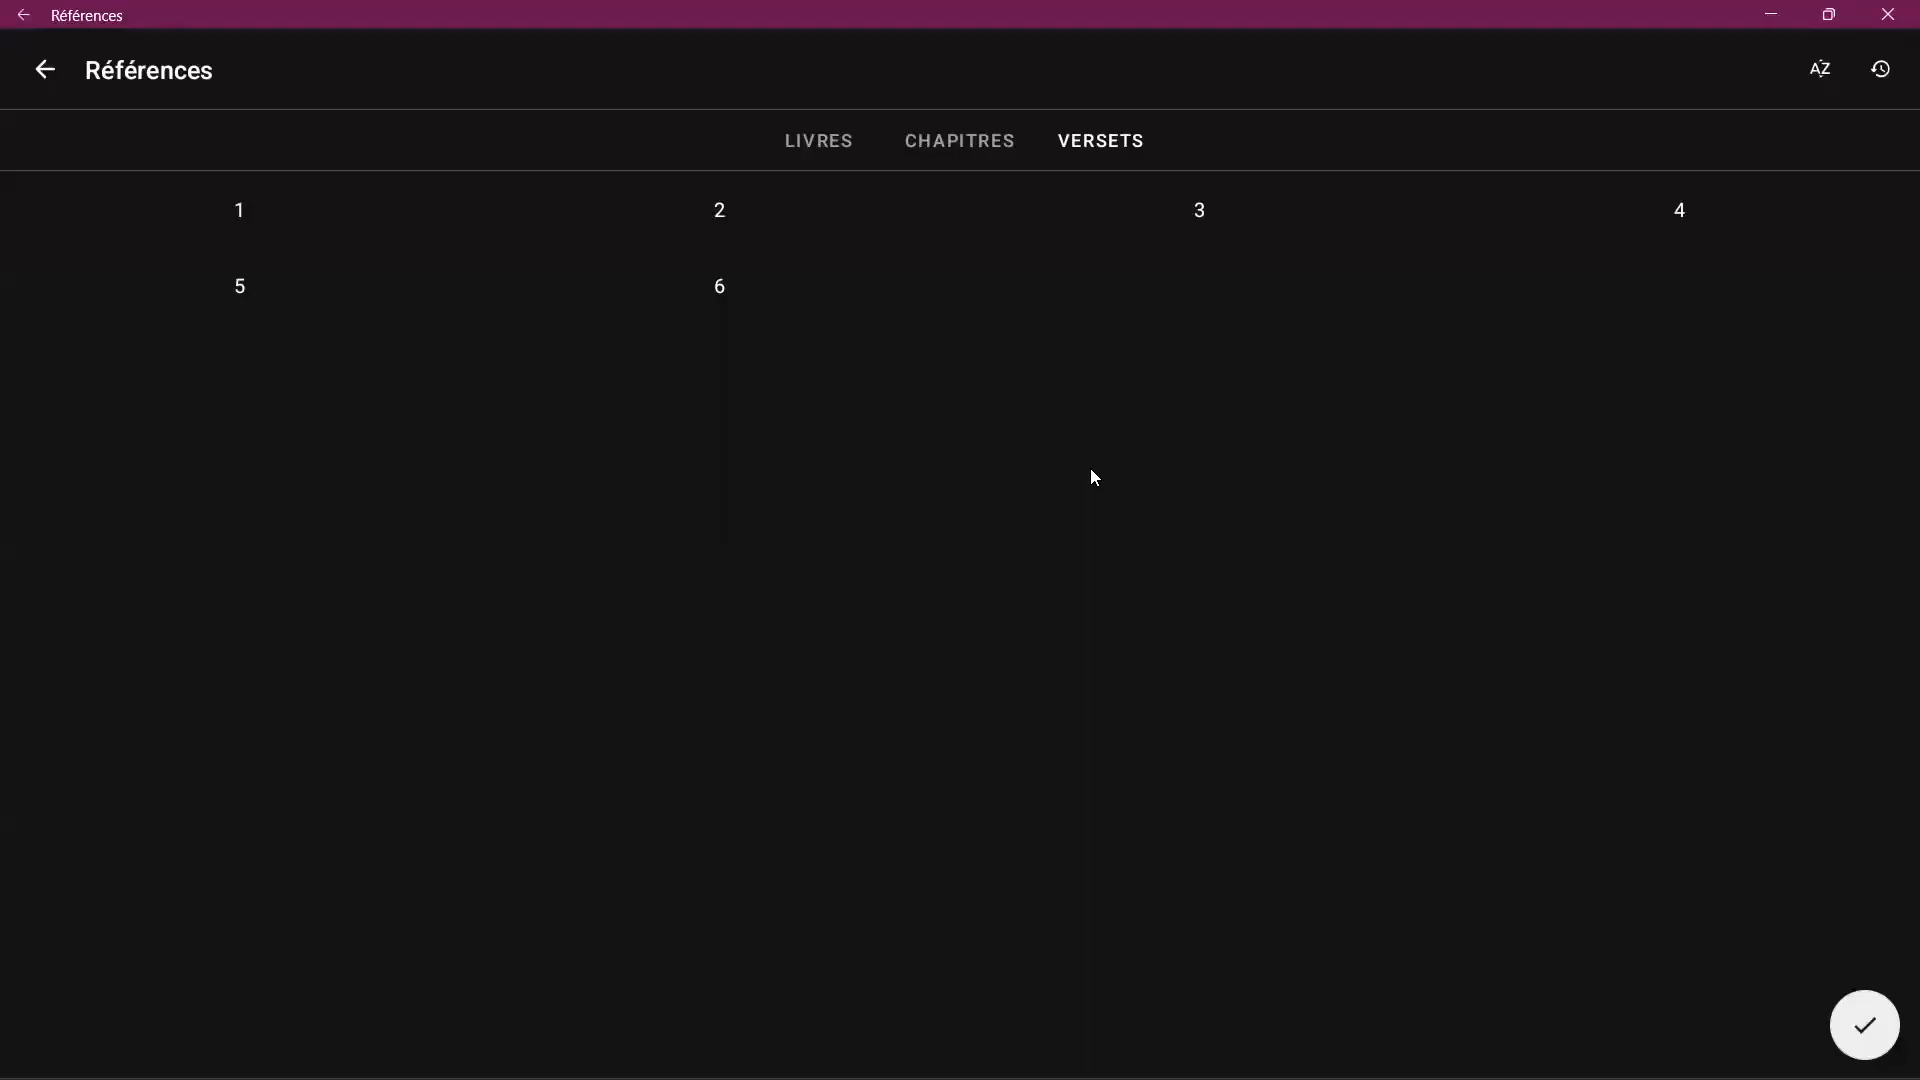 Références
Références
AZ
LIVRES CHAPITRES VERSETS
1 2 3 4
5 6